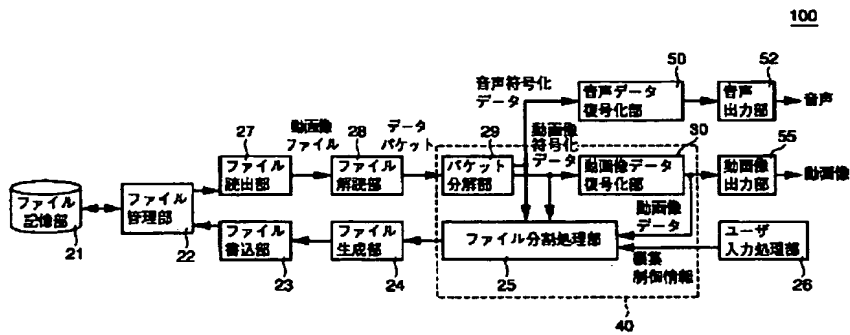 100
50
52
音声符号化
データ
音声データ
復号化部
音声
出力部
音声
27
動画像
ファイル
28
データ
パケット
29
動画像
符号化
データ
30
55
ファイル
読出部
ファイル
解読部
パケット
分解部
動画像データ
復号化部
動画像
出力部
動画像
ファイル
記憶部
21
ファイル
管理部
22
ファイル
書込部
23
ファイル
生成部
24
ファイル分割処理部
25
動画像
データ
編集
制御情報
ユーザ
入力処理部
26
40